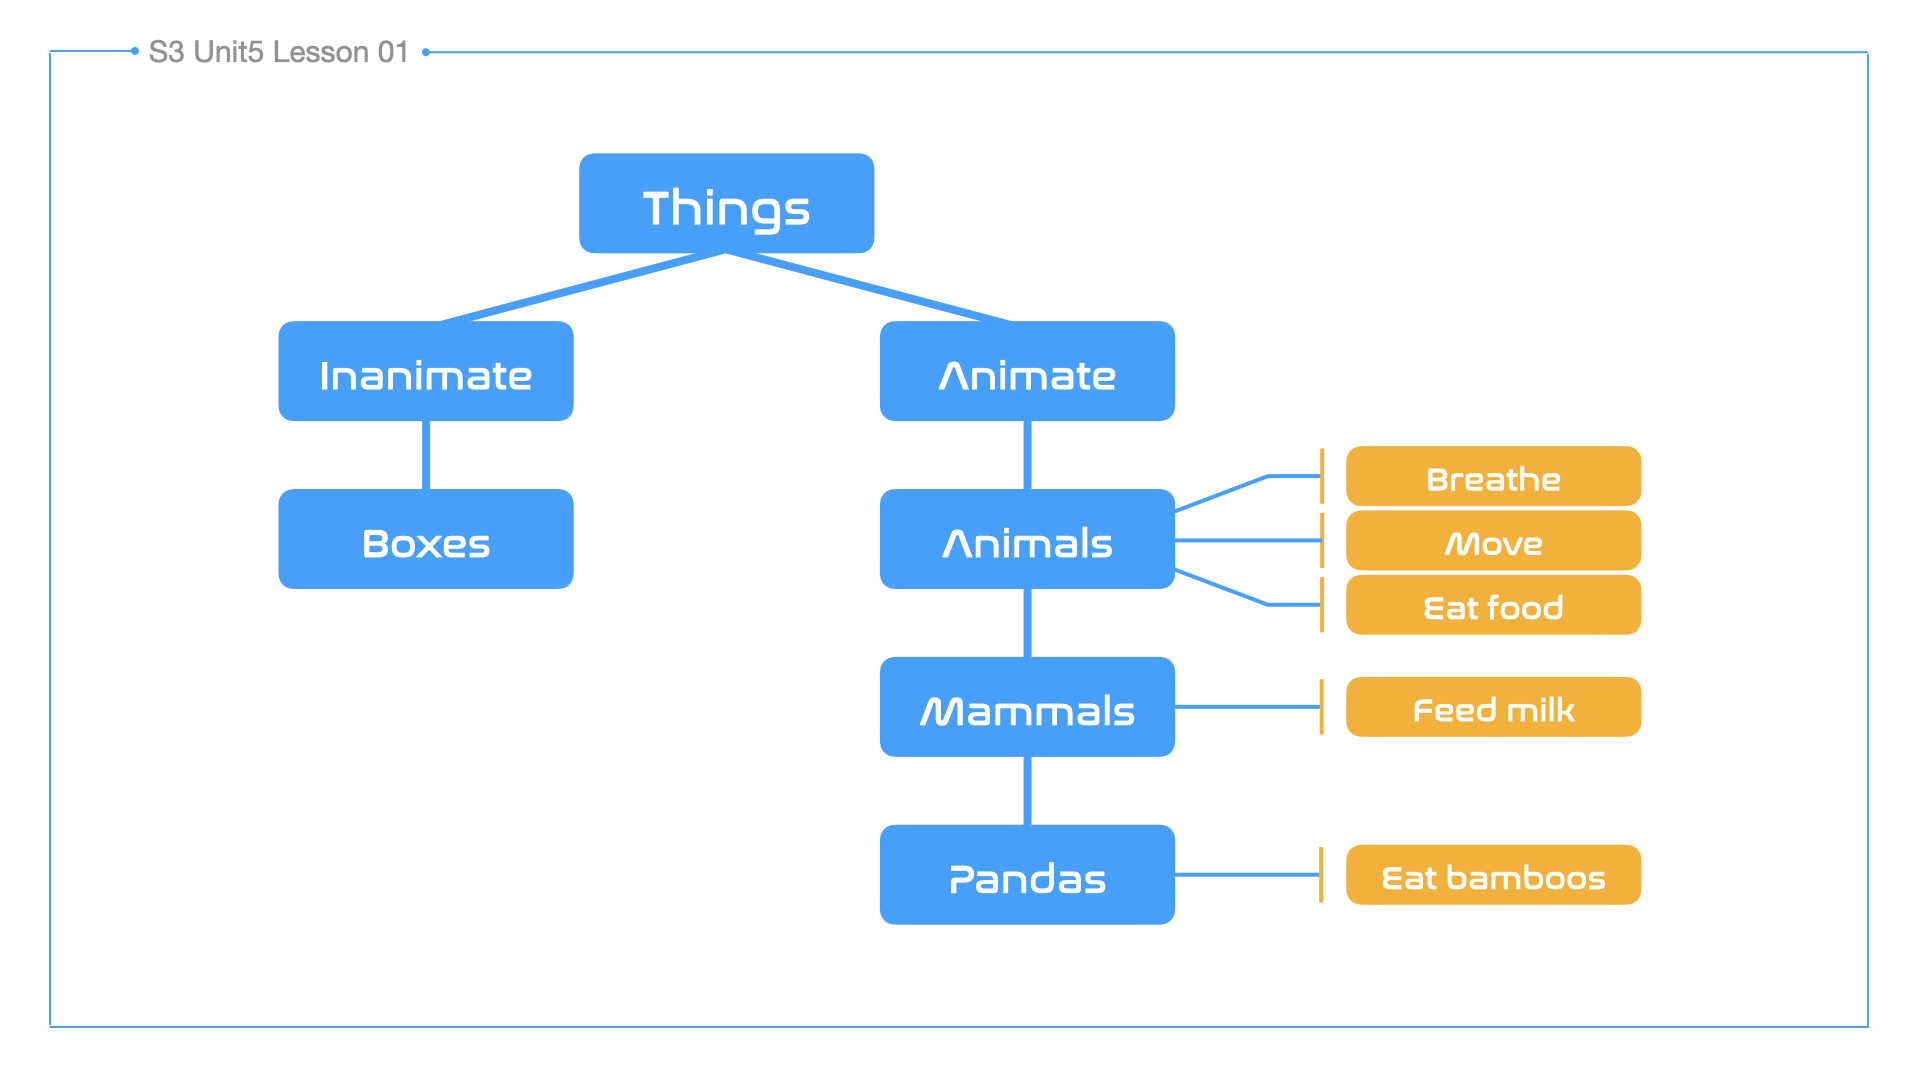 S3 Unit5 Lesson 01
Things
Inanimate
Animate
Boxes
Animals
Breathe
Move
Eat food
Mammals
Feed milk
Pandas
Eat bamboos